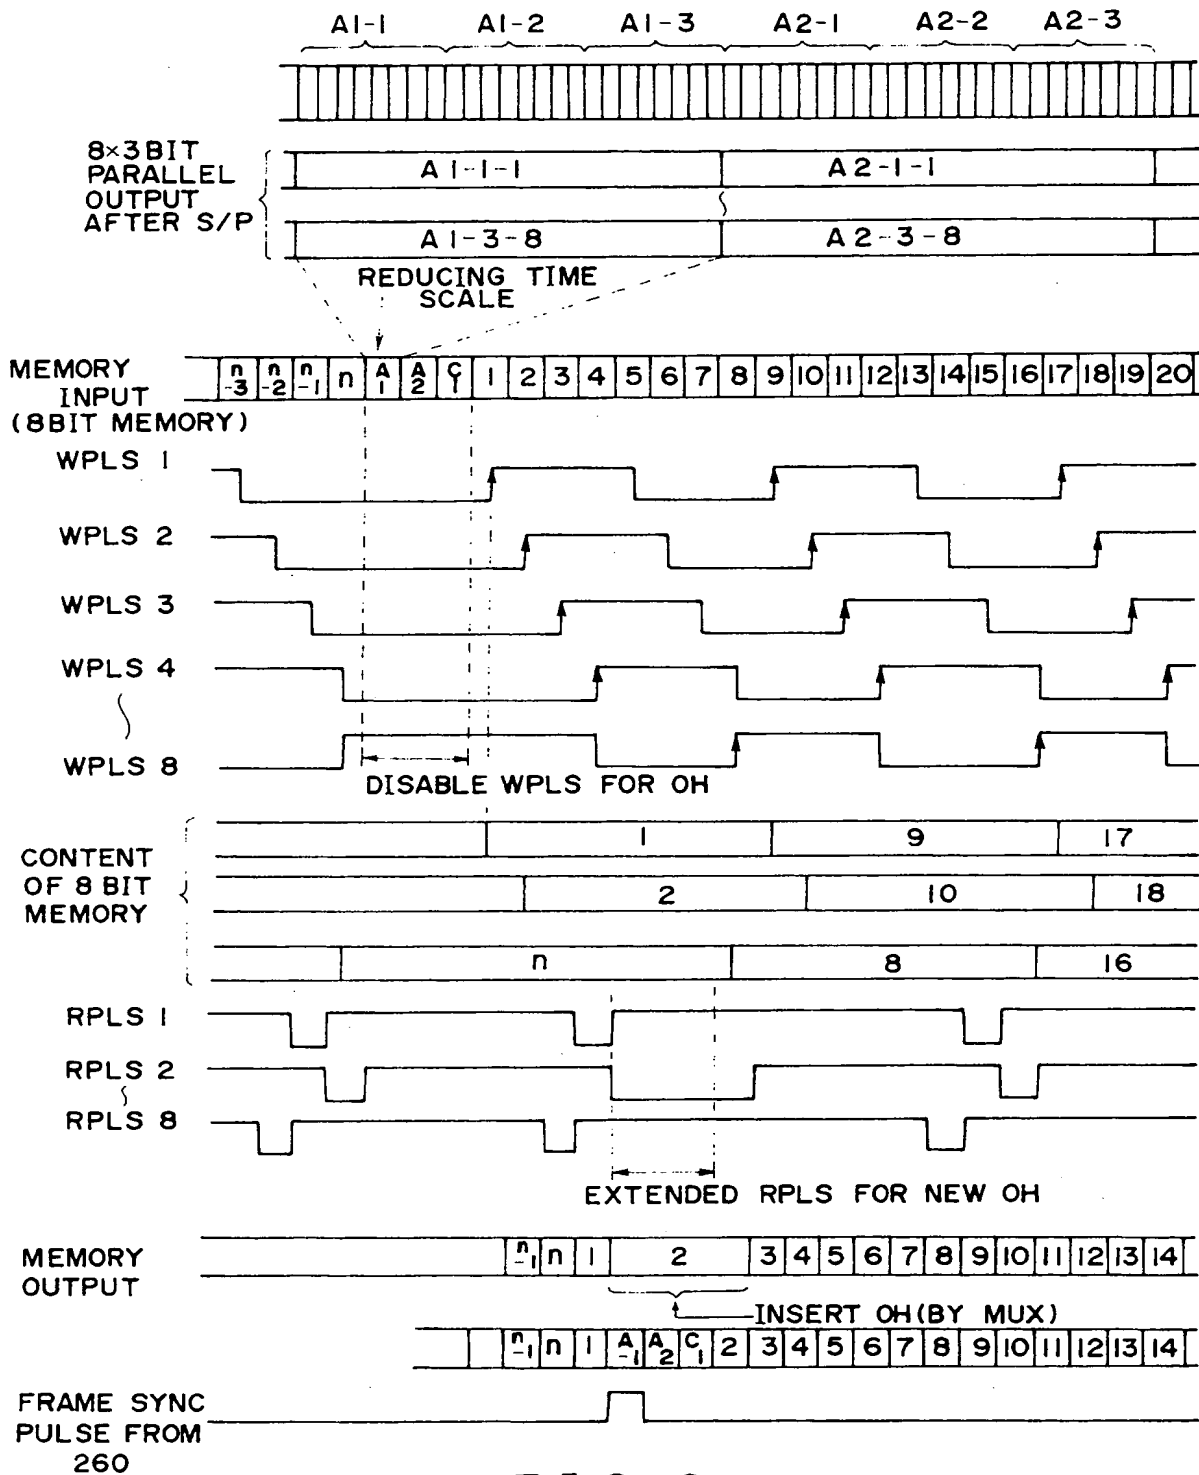 A1-1 A1-2 A1-3 A2-1 A2-2 A2-3
8×3 BIT
PARALLEL
OUTPUT
AFTER S/P
A1-1-1 A2-1-1
A1-3-8 A2-3-8
REDUCING TIME
SCALE
MEMORY
INPUT
(8BIT MEMORY)
n-3 n-2 n-1 n A1 A2 C1 1 2 3 4 5 6 7 8 9 10 11 12 13 14 15 16 17 18 19 20
WPLS 1
WPLS 2
WPLS 3
WPLS 4
WPLS 8
DISABLE WPLS FOR OH
CONTENT
OF 8 BIT
MEMORY
1 9 17
2 10 18
n 8 16
RPLS 1
RPLS 2
RPLS 8
EXTENDED RPLS FOR NEW OH
MEMORY
OUTPUT
n-1 n 1 2 3 4 5 6 7 8 9 10 11 12 13 14
INSERT OH(BY MUX)
n-1 n 1 A-1 A2 C1 2 3 4 5 6 7 8 9 10 11 12 13 14
FRAME SYNC
PULSE FROM
260